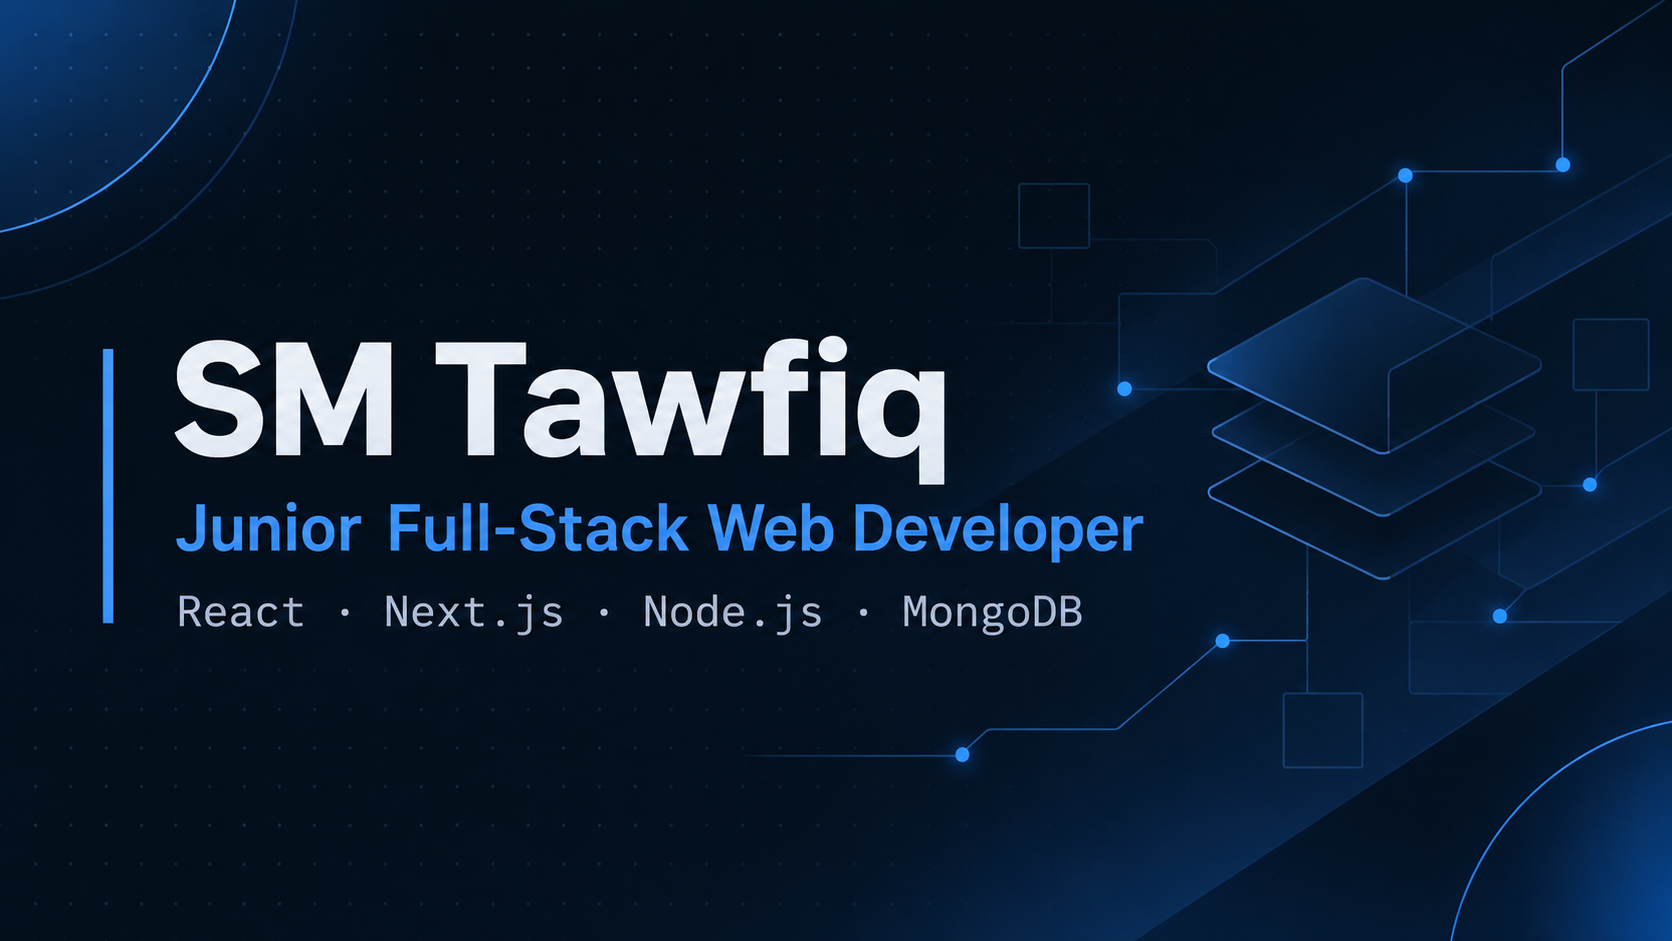 SM Tawfiq
Junior Full-Stack Web Developer
React · Next.js · Node.js · MongoDB